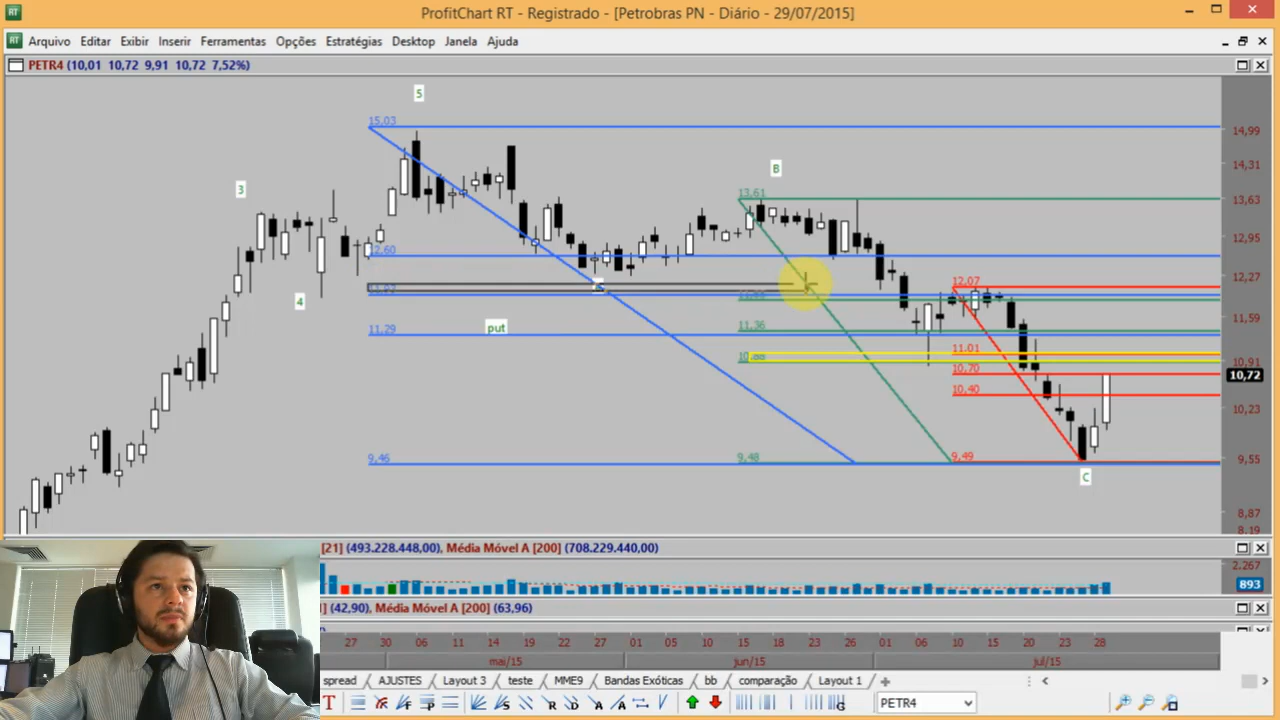 RT ProfitChart RT - Registrado - [Petrobras PN - Diário - 29/07/2015]
RT Arquivo Editar Exibir Inserir Ferramentas Opções Estratégias Desktop Janela Ajuda
PETR4 (10,01 10,72 9,91 10,72 7,52%)
5
15,03
14,99
14,31
B
3
13,61
13,63
12,95
12,60
12,27
12,07
4
11,59
put
11,36
11,29
11,01
10,91
10,70
10,72
10,40
10,23
9,46
9,48
9,49
9,55
C
8,87
8,19
[21] (493.228.448,00), Média Móvel A [200] (708.229.440,00)
2.267
893
(42,90), Média Móvel A [200] (63,96)
27 30 06 11 14 19 22 27 01 03 10 15 18 23 26 01 06 10 15 20 23 28
mai/15 jun/15 jul/15
spread AJUSTES Layout 3 teste MME9 Bandas Exóticas bb comparação Layout 1
PETR4